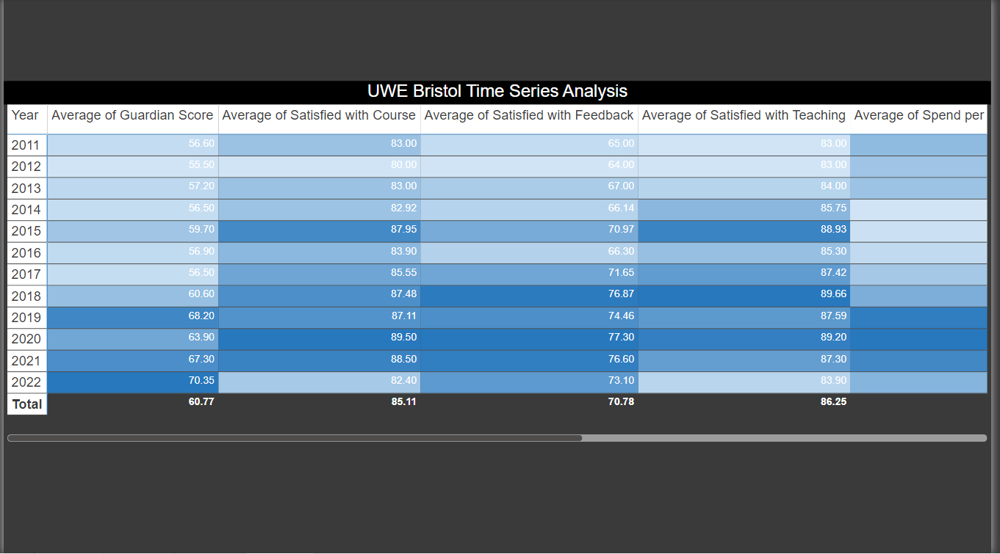 UWE Bristol Time Series Analysis
Year Average of Guardian Score Average of Satisfied with Course Average of Satisfied with Feedback Average of Satisfied with Teaching Average of Spend per
2011 56.60 83.00 65.00 83.00
2012 55.50 80.00 64.00 83.00
2013 57.20 83.00 67.00 84.00
2014 56.50 82.92 66.14 85.75
2015 59.70 87.95 70.97 88.93
2016 56.90 83.90 66.30 85.30
2017 56.50 85.55 71.65 87.42
2018 60.60 87.48 76.87 89.66
2019 68.20 87.11 74.46 87.59
2020 63.90 89.50 77.30 89.20
2021 67.30 88.50 76.60 87.30
2022 70.35 82.40 73.10 83.90
Total 60.77 85.11 70.78 86.25